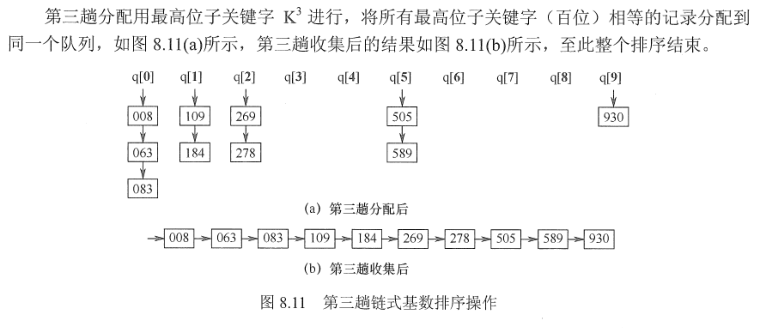 第三趟分配用最高位子关键字 K³ 进行，将所有最高位子关键字（百位）相等的记录分配到
同一个队列，如图 8.11(a)所示，第三趟收集后的结果如图 8.11(b)所示，至此整个排序结束。
q[0] q[1] q[2] q[3] q[4] q[5] q[6] q[7] q[8] q[9]
008 109 269 505 930
063 184 278 589
083
(a) 第三趟分配后
008 063 083 109 184 269 278 505 589 930
(b) 第三趟收集后
图 8.11 第三趟链式基数排序操作